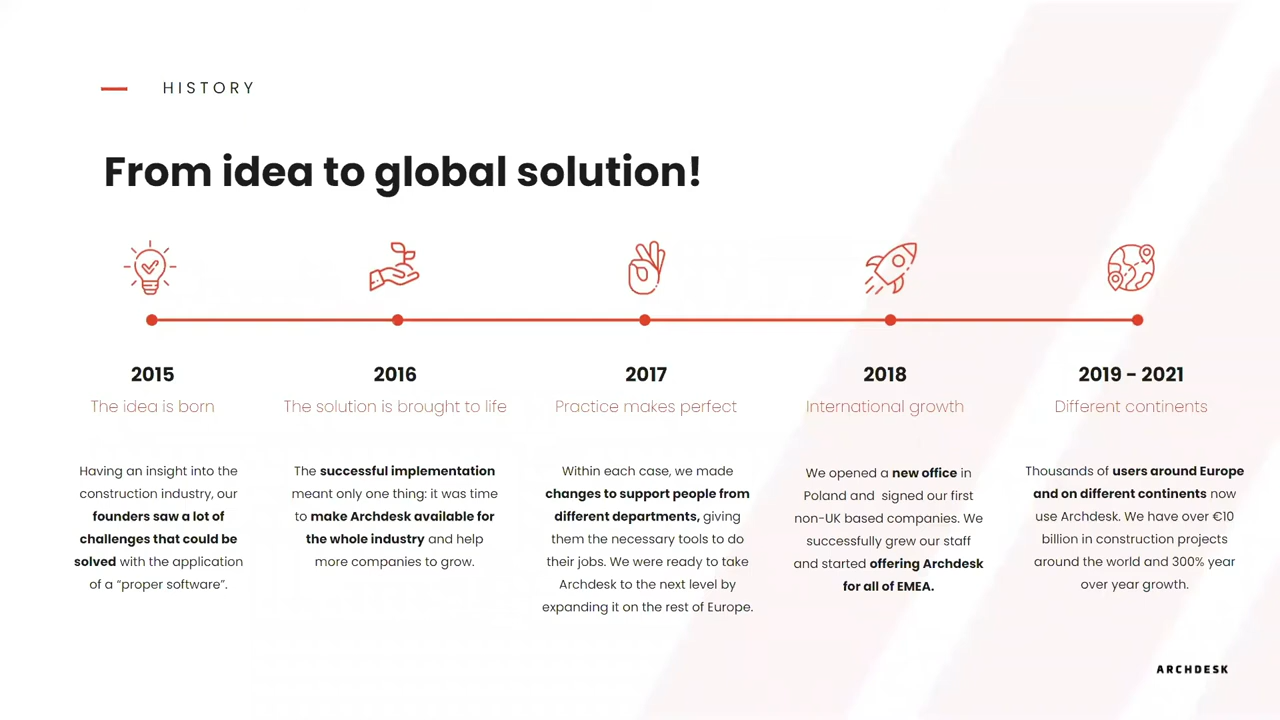 HISTORY
From idea to global solution!
2015
The idea is born
Having an insight into the
construction industry, our
founders saw a lot of
challenges that could be
solved with the application
of a “proper software”.
2016
The solution is brought to life
The successful implementation
meant only one thing: it was time
to make Archdesk available for
the whole industry and help
more companies to grow.
2017
Practice makes perfect
Within each case, we made
changes to support people from
different departments, giving
them the necessary tools to do
their jobs. We were ready to take
Archdesk to the next level by
expanding it on the rest of Europe.
2018
International growth
We opened a new office in
Poland and signed our first
non-UK based companies. We
successfully grew our staff
and started offering Archdesk
for all of EMEA.
2019 - 2021
Different continents
Thousands of users around Europe
and on different continents now
use Archdesk. We have over €10
billion in construction projects
around the world and 300% year
over year growth.
ARCHDESK